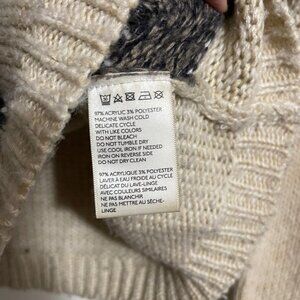 97% ACRYLIC 3% POLYESTER
MACHINE WASH COLD
DELICATE CYCLE
WITH LIKE COLORS
DO NOT BLEACH
DO NOT TUMBLE DRY
USE COOL IRON IF NEEDED
IRON ON REVERSE SIDE
DO NOT DRY CLEAN
97% ACRYLIQUE 3% POLYESTER
LAVER À EAU FROIDE AU CYCLE
DÉLICAT DU LAVE-LINGE
AVEC COULEURS SIMILAIRES
NE PAS BLANCHIR
NE PAS METTRE AU SÈCHE-
LINGE